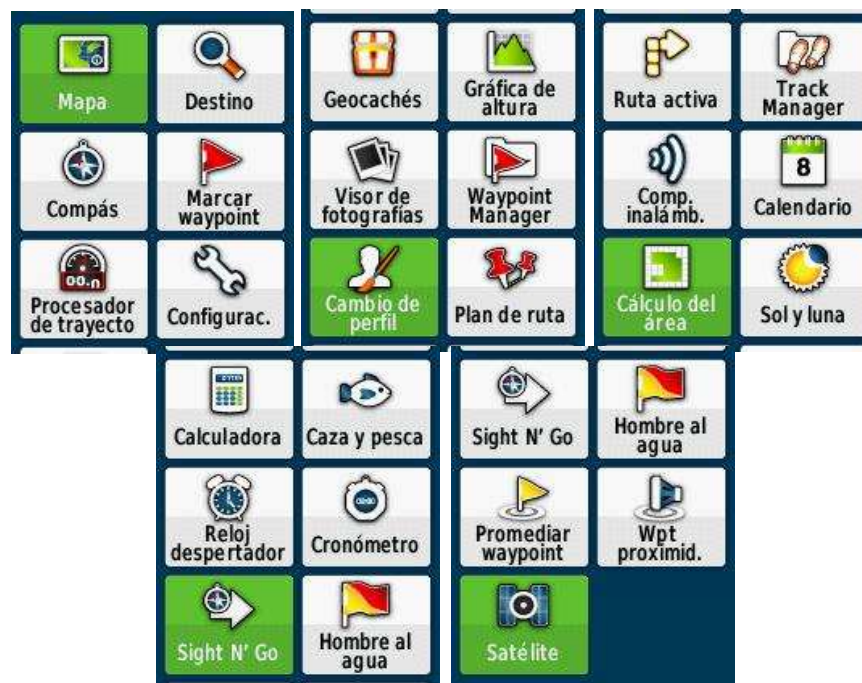 Mapa
Destino
Compás
Marcar
waypoint
00.n
Procesador
de trayecto
Configurac.
Geocachés
Gráfica de
altura
Visor de
fotografías
Waypoint
Manager
Cambio de
perfil
Plan de ruta
Ruta activa
Track
Manager
Comp.
inalámb.
8
Calendario
Cálculo del
área
Sol y luna
Calculadora
Caza y pesca
Reloj
despertador
Cronómetro
Sight N' Go
Hombre al
agua
Sight N' Go
Hombre al
agua
Promediar
waypoint
Wpt
proximid.
Satélite